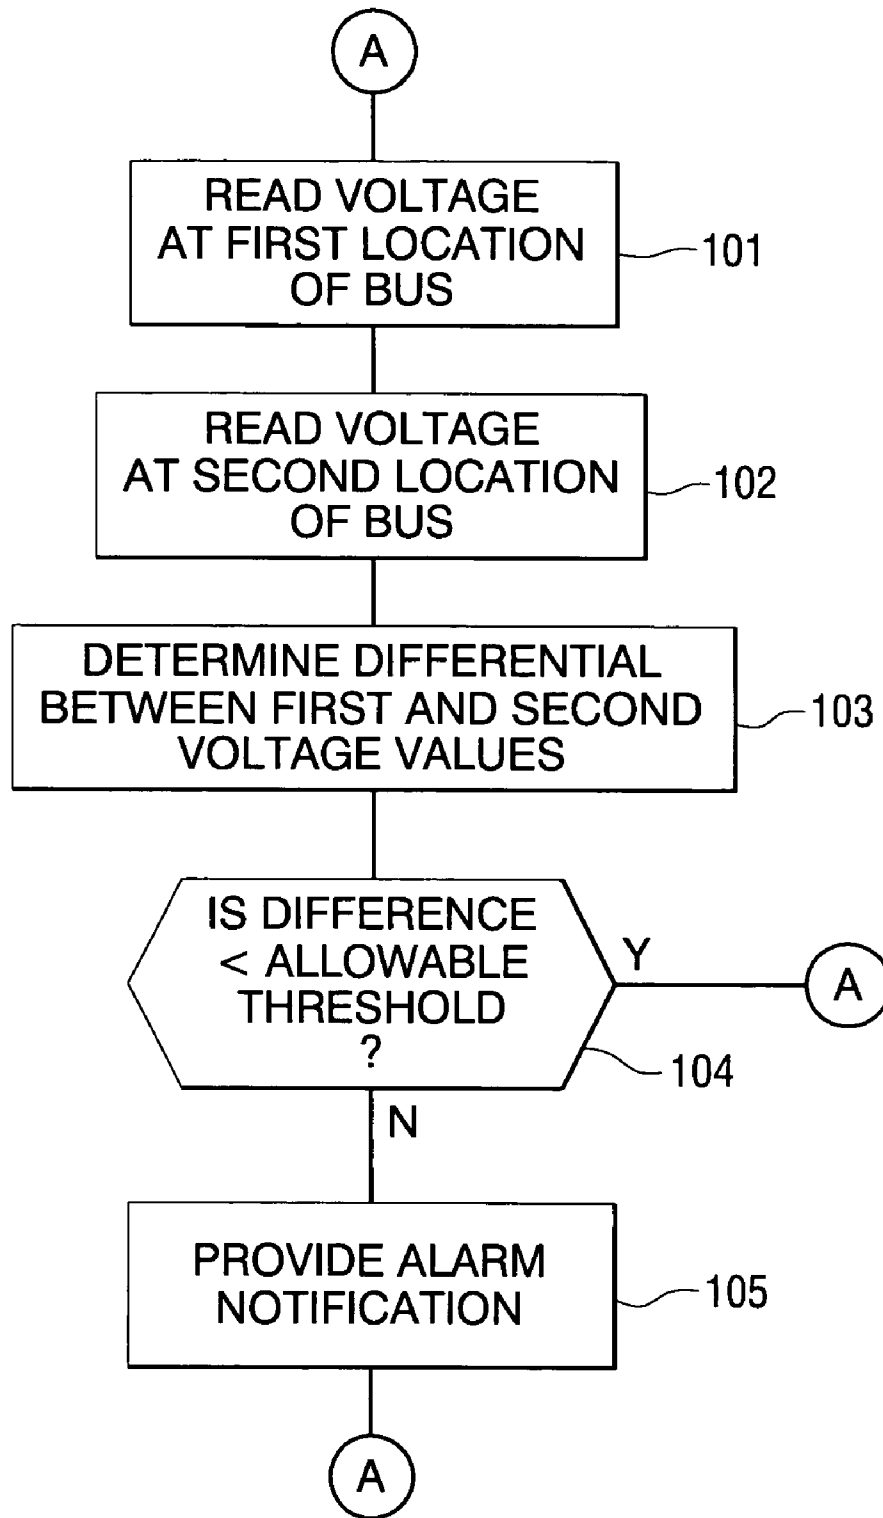 A
READ VOLTAGE
AT FIRST LOCATION
OF BUS
101
READ VOLTAGE
AT SECOND LOCATION
OF BUS
102
DETERMINE DIFFERENTIAL
BETWEEN FIRST AND SECOND
VOLTAGE VALUES
103
IS DIFFERENCE
< ALLOWABLE
THRESHOLD
?
Y
A
104
N
PROVIDE ALARM
NOTIFICATION
105
A